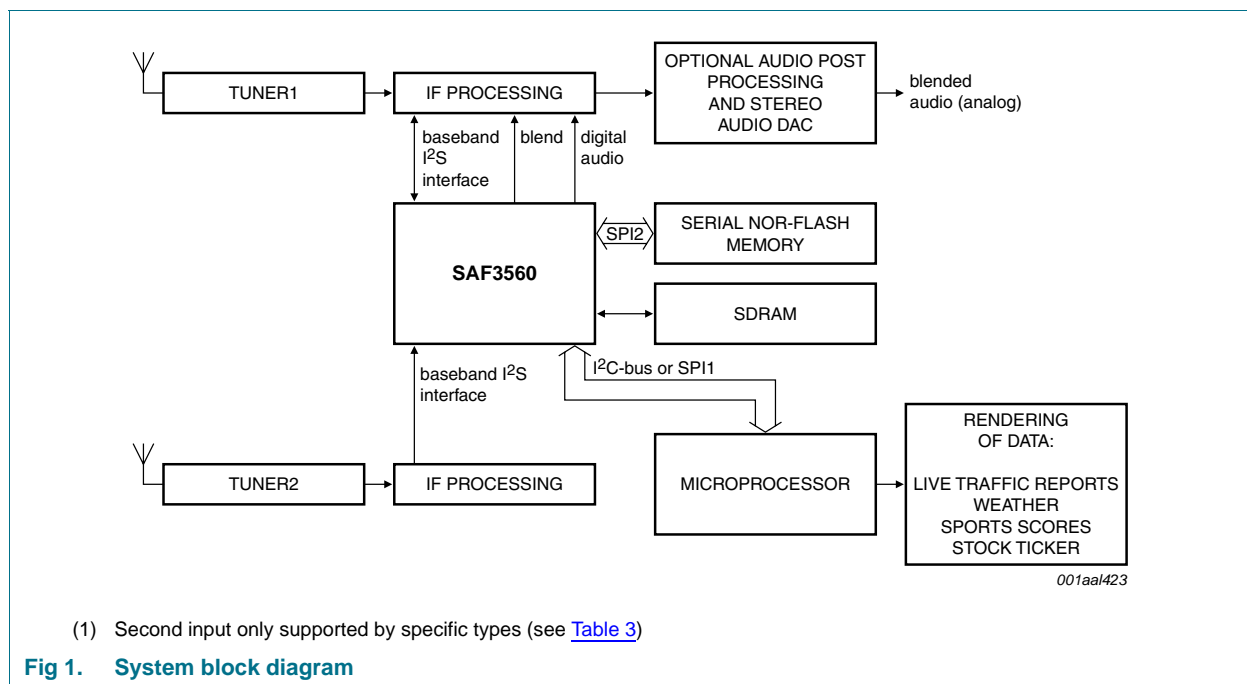 TUNER1
IF PROCESSING
OPTIONAL AUDIO POST
PROCESSING
AND STEREO
AUDIO DAC
blended
audio (analog)
baseband
I²S
interface
blend
digital
audio
SAF3560
SPI2
SERIAL NOR-FLASH
MEMORY
SDRAM
I²C-bus or SPI1
baseband I²S
interface
TUNER2
IF PROCESSING
MICROPROCESSOR
RENDERING
OF DATA:
LIVE TRAFFIC REPORTS
WEATHER
SPORTS SCORES
STOCK TICKER
001aal423
(1) Second input only supported by specific types (see Table 3)
Fig 1. System block diagram